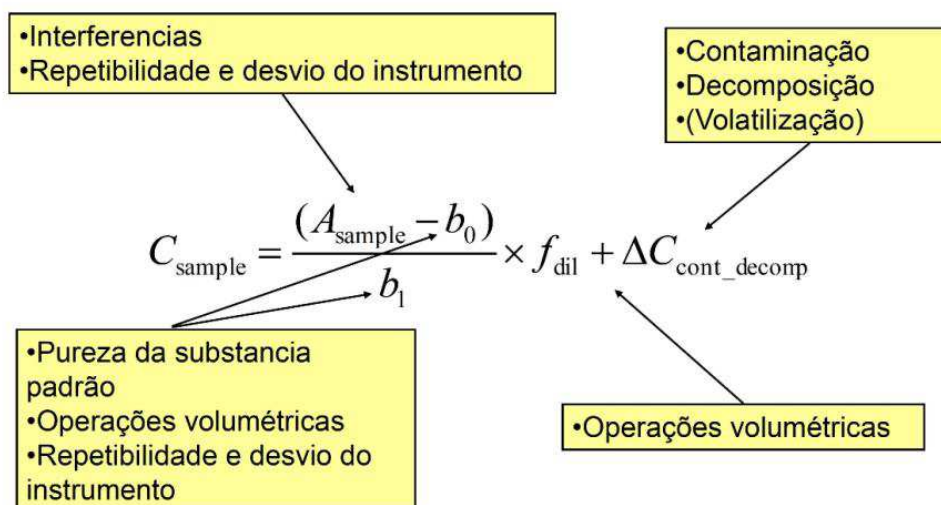 •Interferencias
•Repetibilidade e desvio do instrumento
•Contaminação
•Decomposição
•(Volatilização)
C_sample = (A_sample − b_0) / b_1 × f_dil + ΔC_cont_decomp
•Pureza da substancia
padrão
•Operações volumétricas
•Repetibilidade e desvio do
instrumento
•Operações volumétricas